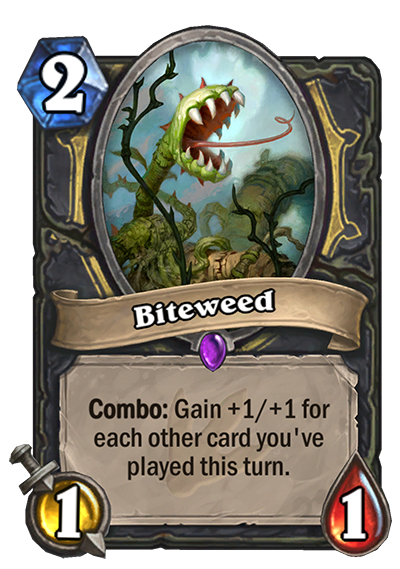 2
Biteweed
Combo: Gain +1/+1 for
each other card you've
played this turn.
1
1